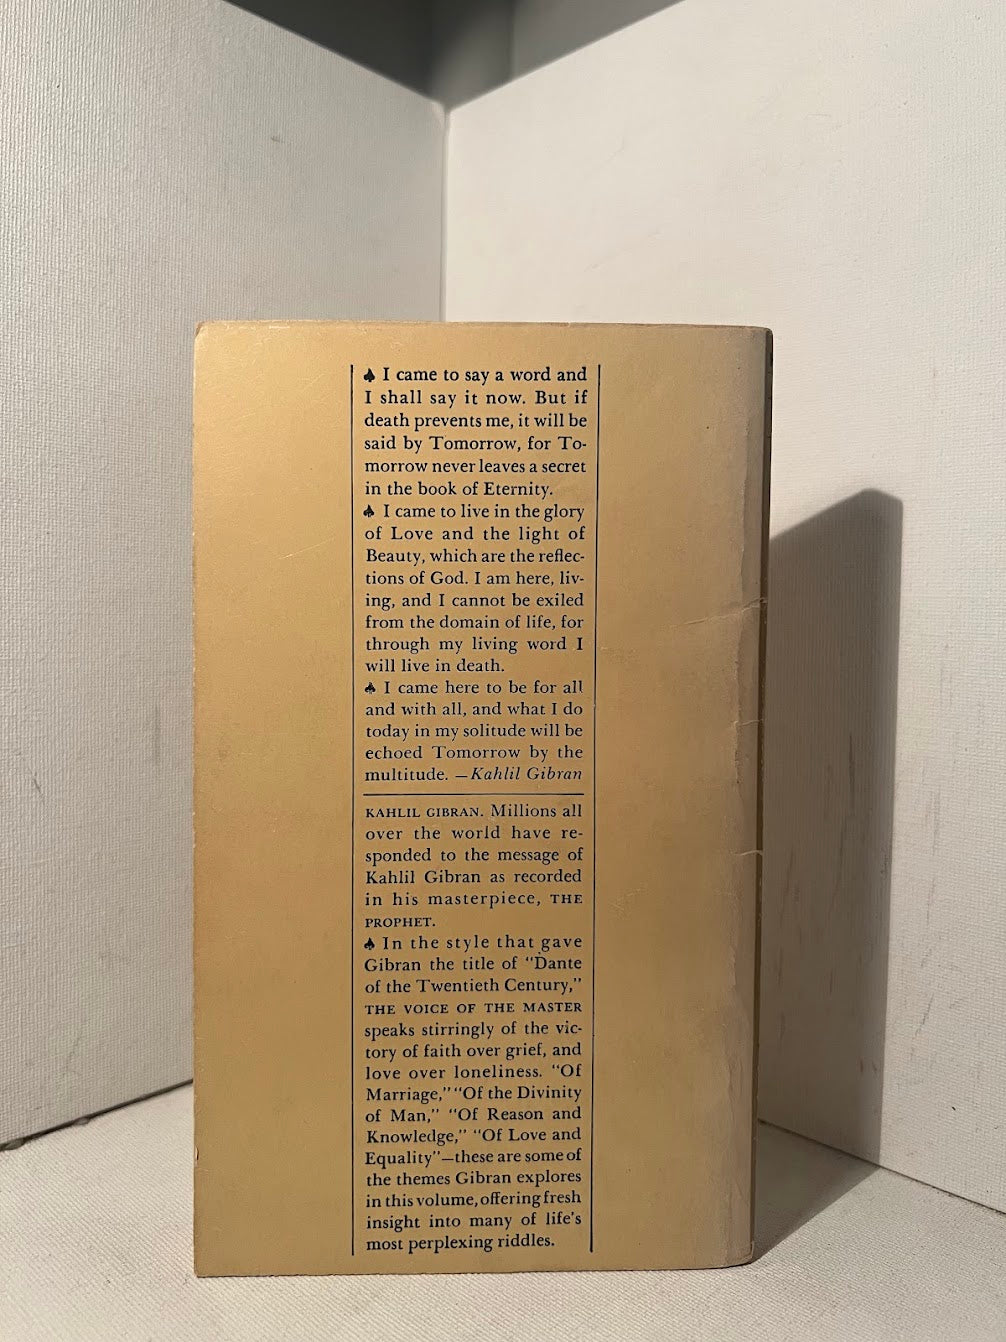 ♠ I came to say a word and
I shall say it now. But if
death prevents me, it will be
said by Tomorrow, for To-
morrow never leaves a secret
in the book of Eternity.
♠ I came to live in the glory
of Love and the light of
Beauty, which are the reflec-
tions of God. I am here, liv-
ing, and I cannot be exiled
from the domain of life, for
through my living word I
will live in death.
♠ I came here to be for all
and with all, and what I do
today in my solitude will be
echoed Tomorrow by the
multitude. —Kahlil Gibran
KAHLIL GIBRAN. Millions all
over the world have re-
sponded to the message of
Kahlil Gibran as recorded
in his masterpiece, THE
PROPHET.
♠ In the style that gave
Gibran the title of "Dante
of the Twentieth Century,"
THE VOICE OF THE MASTER
speaks stirringly of the vic-
tory of faith over grief, and
love over loneliness. "Of
Marriage," "Of the Divinity
of Man," "Of Reason and
Knowledge," "Of Love and
Equality"—these are some of
the themes Gibran explores
in this volume, offering fresh
insight into many of life's
most perplexing riddles.